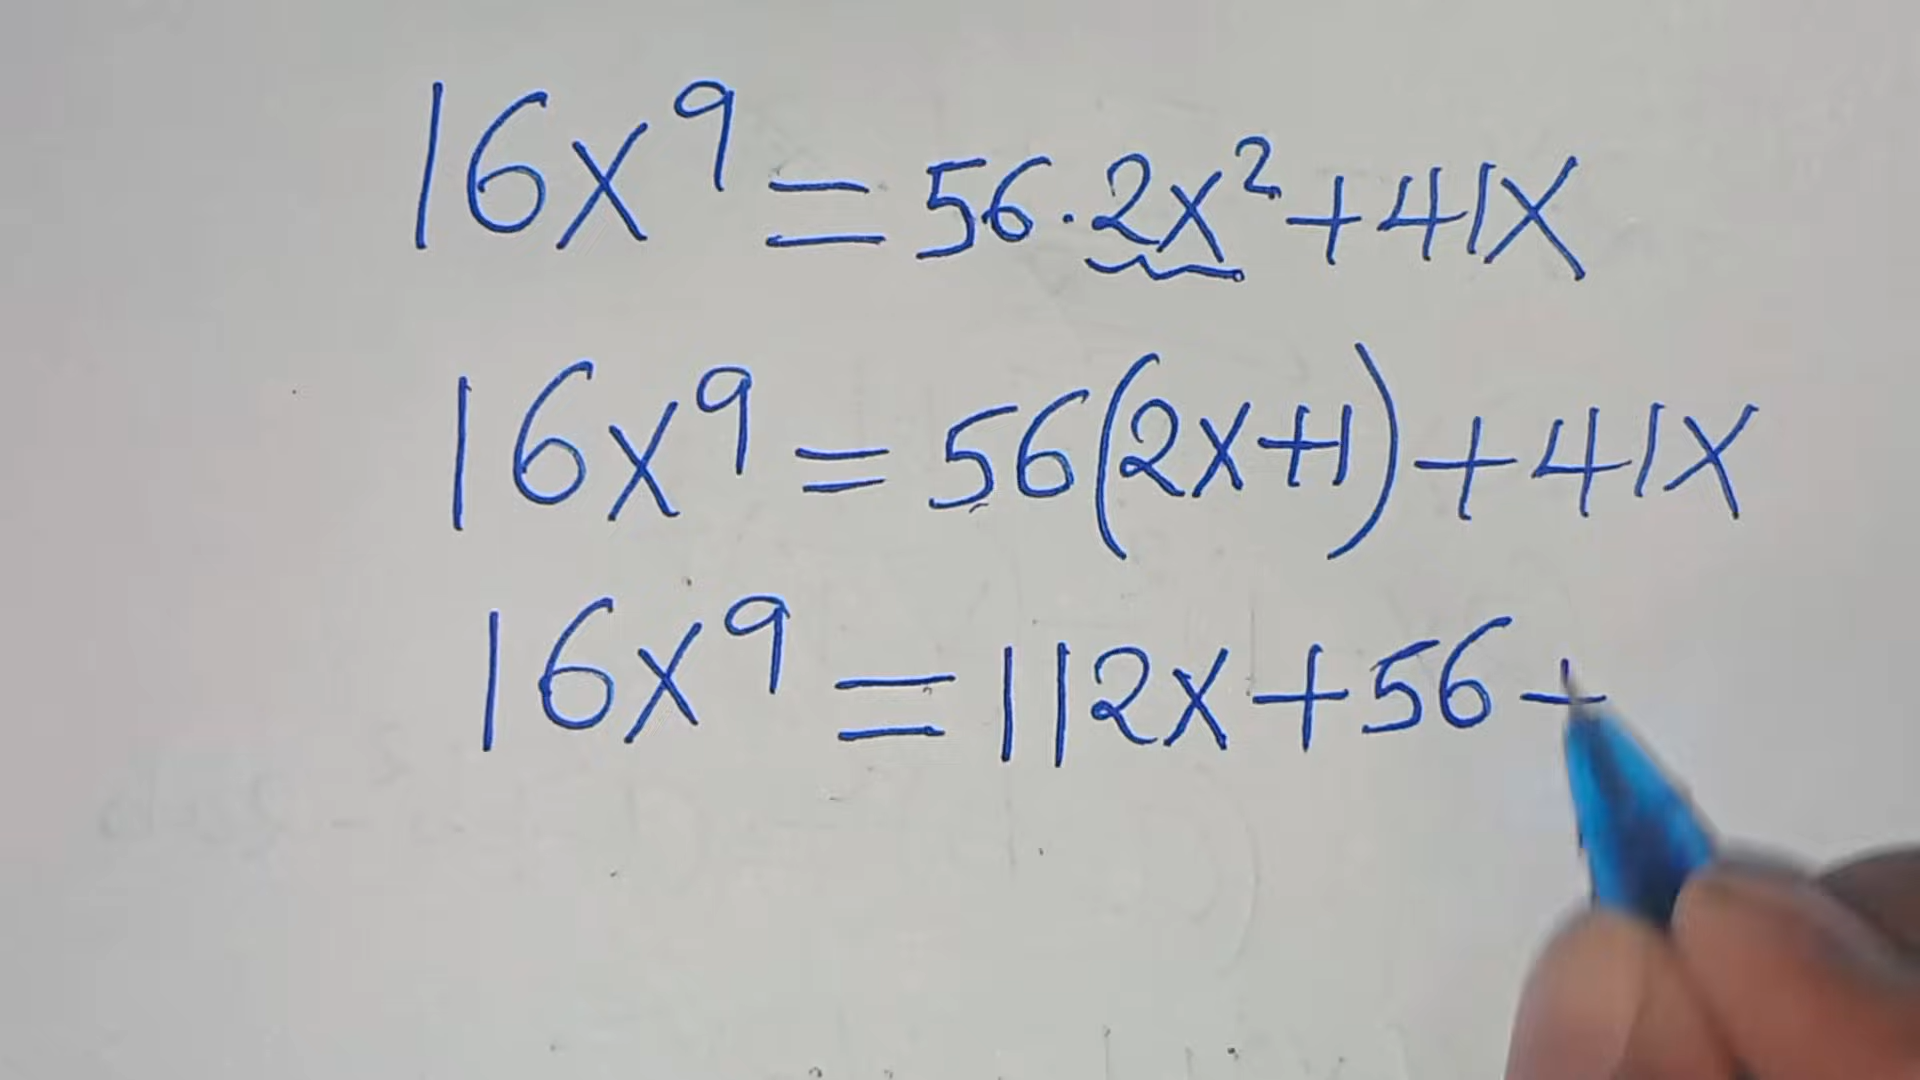 16x⁹ = 56·2x² + 41x
16x⁹ = 56(2x+1) + 41x
16x⁹ = 112x + 56 +